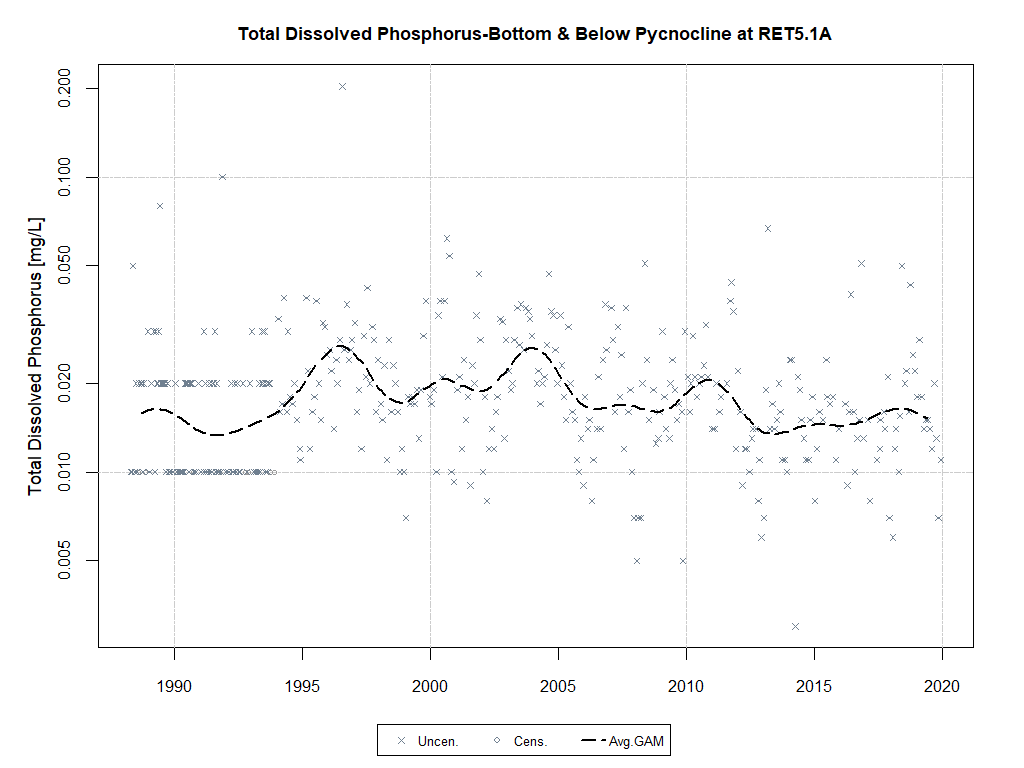 Total Dissolved Phosphorus-Bottom & Below Pycnocline at RET5.1A
Total Dissolved Phosphorus [mg/L]
0.200
0.100
0.050
0.020
0.010
0.005
1990 1995 2000 2005 2010 2015 2020
Uncen. Cens. Avg.GAM